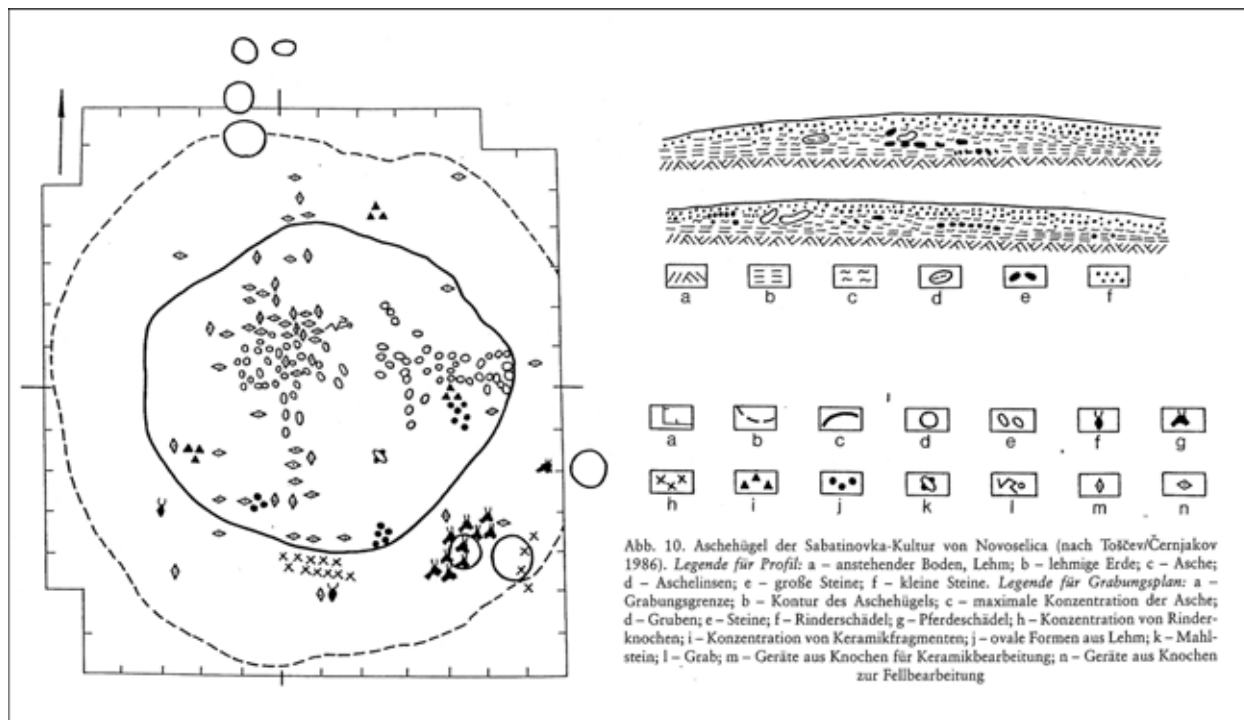 a b c d e f
a b c d e f g
h i j k l m n
Abb. 10. Aschehügel der Sabatinovka-Kultur von Novoselica (nach Toščev/Černjakov
1986). Legende für Profil: a – anstehender Boden, Lehm; b – lehmige Erde; c – Asche;
d – Aschelinsen; e – große Steine; f – kleine Steine. Legende für Grabungsplan: a –
Grabungsgrenze; b – Kontur des Aschehügels; c – maximale Konzentration der Asche;
d – Gruben; e – Steine; f – Rinderschädel; g – Pferdeschädel; h – Konzentration von Rinder-
knochen; i – Konzentration von Keramikfragmenten; j – ovale Formen aus Lehm; k – Mahl-
stein; l – Grab; m – Geräte aus Knochen für Keramikbearbeitung; n – Geräte aus Knochen
zur Fellbearbeitung